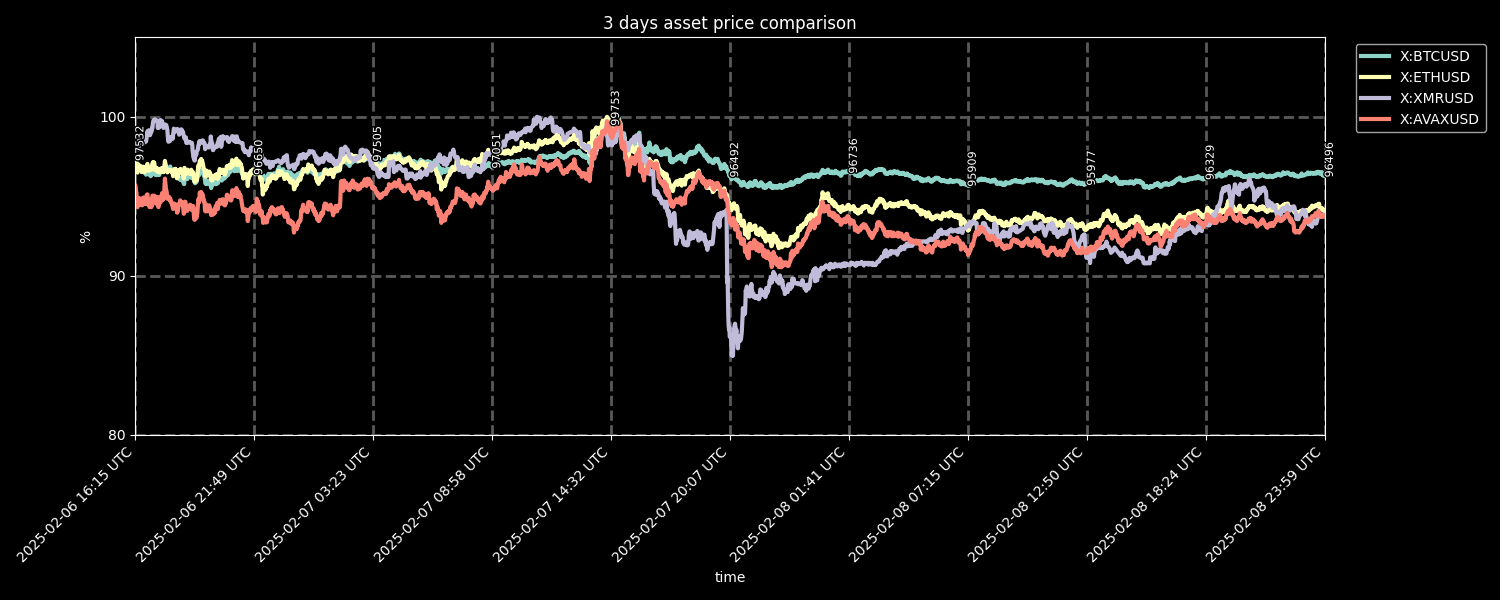 3 days asset price comparison
X:BTCUSD
X:ETHUSD
X:XMRUSD
X:AVAXUSD
100
90
80
%
97532
96650
97505
97051
99753
96492
96736
95909
95977
96329
96496
2025-02-06 16:15 UTC
2025-02-06 21:49 UTC
2025-02-07 03:23 UTC
2025-02-07 08:58 UTC
2025-02-07 14:32 UTC
2025-02-07 20:07 UTC
2025-02-08 01:41 UTC
2025-02-08 07:15 UTC
2025-02-08 12:50 UTC
2025-02-08 18:24 UTC
2025-02-08 23:59 UTC
time